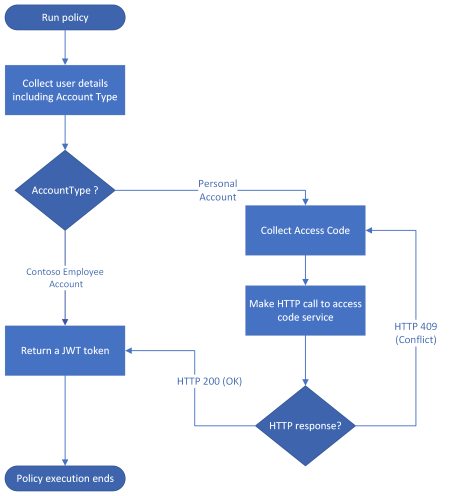 Run policy
Collect user details
including Account Type
AccountType ?
Personal
Account
Collect Access Code
Contoso Employee
Account
Make HTTP call to access
code service
HTTP 409
(Conflict)
Return a JWT token
HTTP 200 (OK)
HTTP response?
Policy execution ends